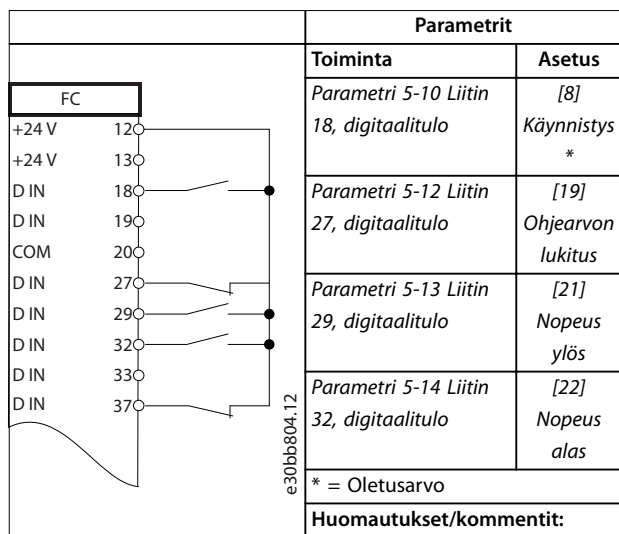 Parametrit
Toiminta
Asetus
Parametri 5-10 Liitin
18, digitaalitulo
[8]
Käynnistys
*
Parametri 5-12 Liitin
27, digitaalitulo
[19]
Ohjearvon
lukitus
Parametri 5-13 Liitin
29, digitaalitulo
[21]
Nopeus
ylös
Parametri 5-14 Liitin
32, digitaalitulo
[22]
Nopeus
alas
* = Oletusarvo
Huomautukset/kommentit:
FC
+24 V 12
+24 V 13
D IN 18
D IN 19
COM 20
D IN 27
D IN 29
D IN 32
D IN 33
D IN 37
e30bb804.12